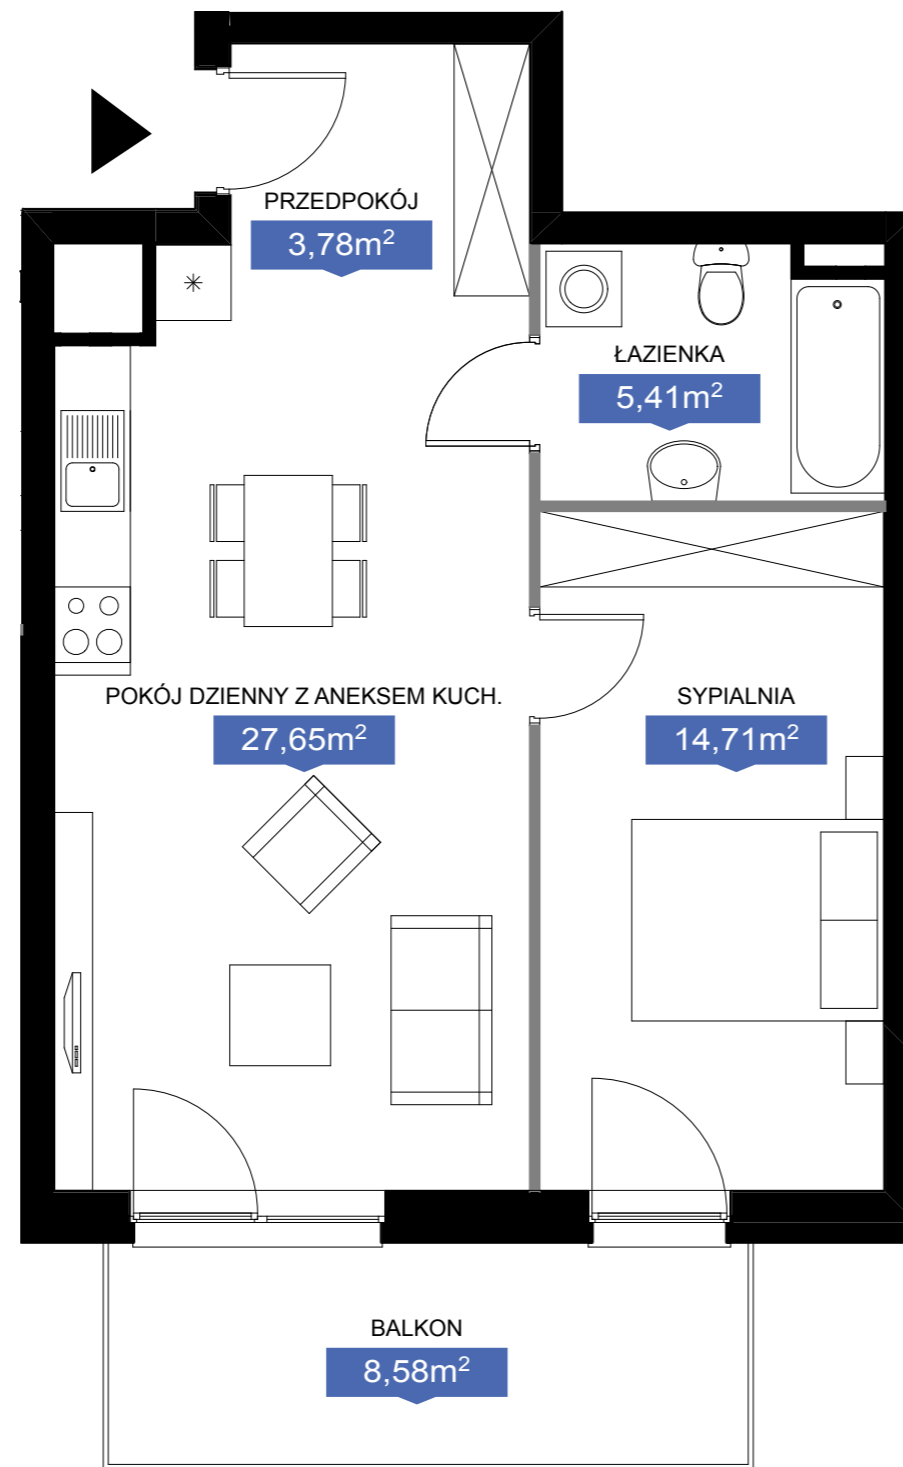 PRZEDPOKÓJ
3,78m²
ŁAZIENKA
5,41m²
POKÓJ DZIENNY Z ANEKSEM KUCH.
27,65m²
SYPIALNIA
14,71m²
BALKON
8,58m²